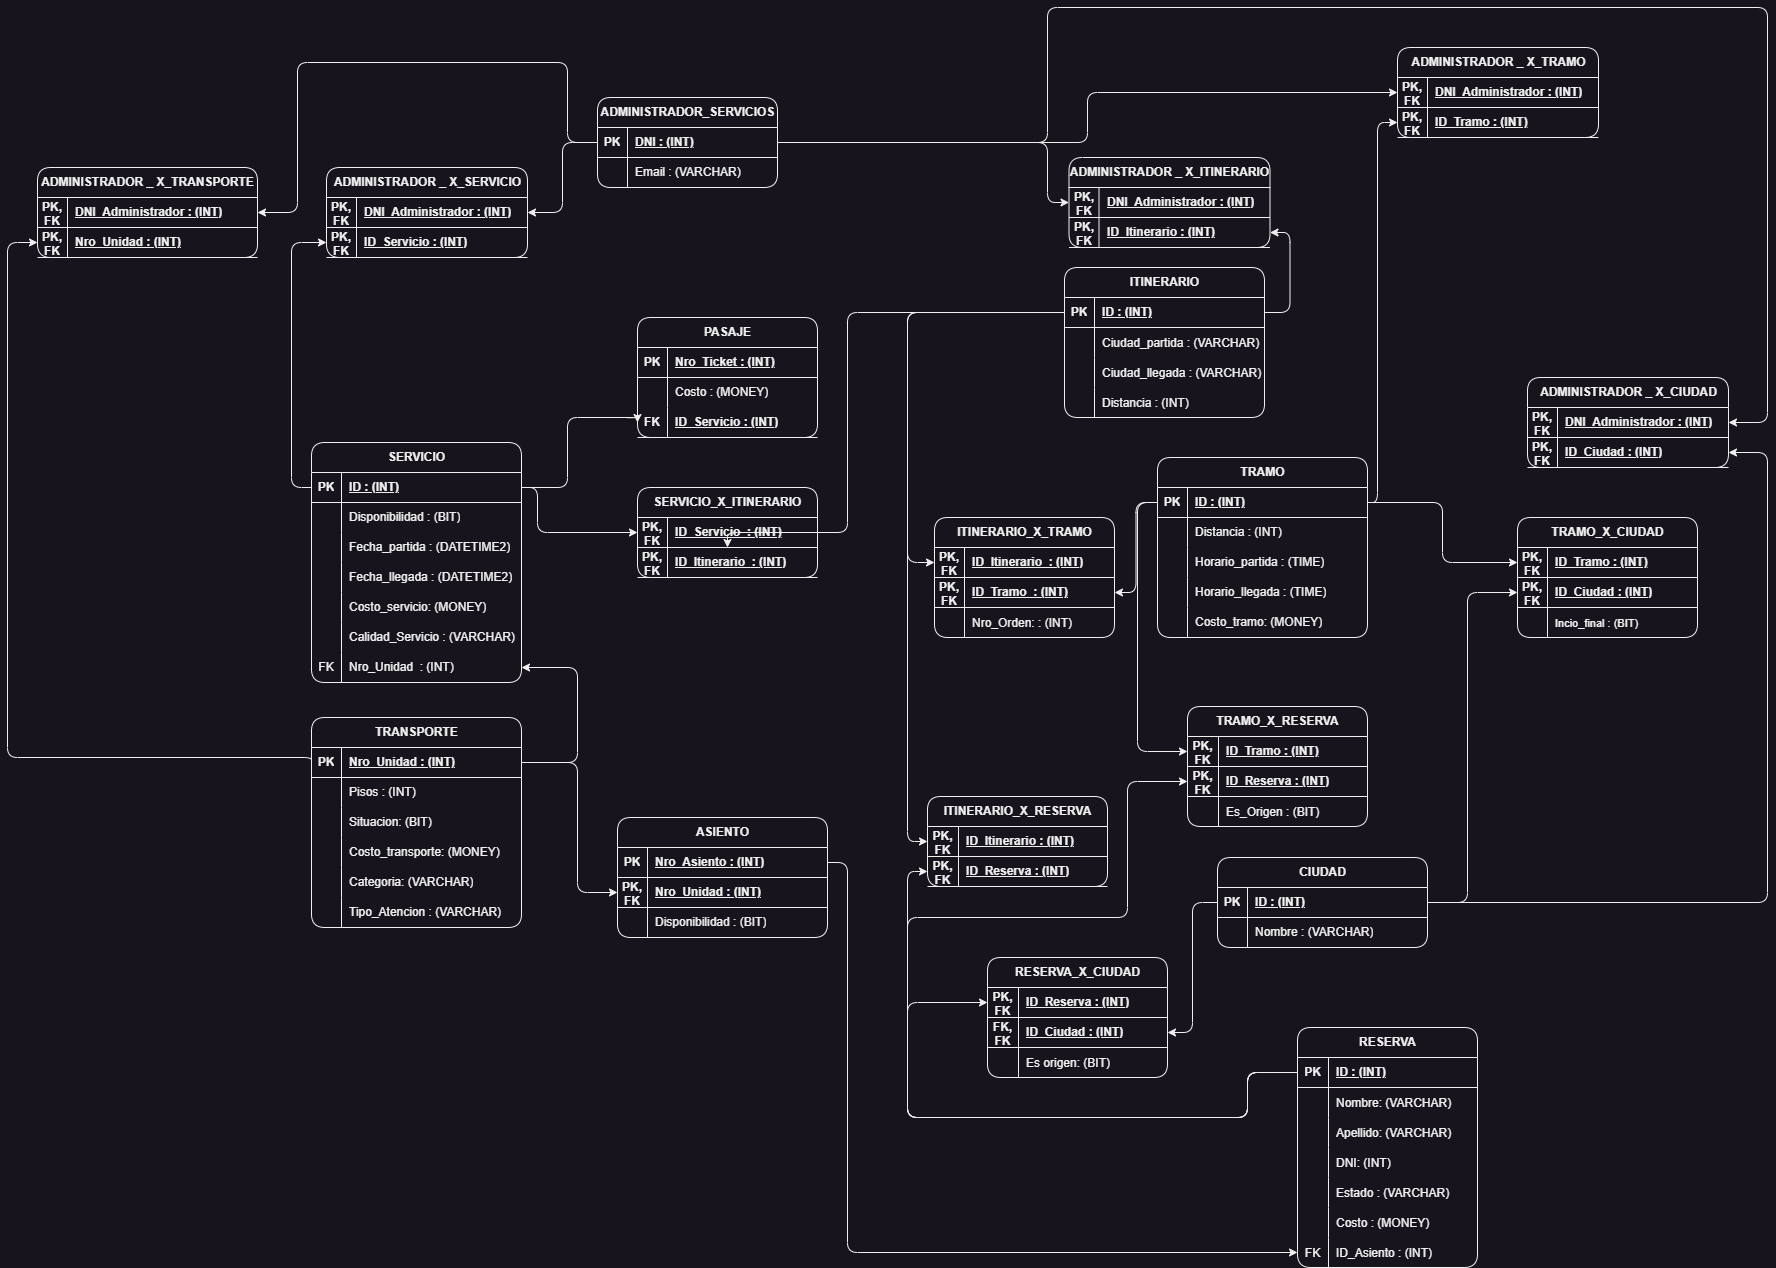 ADMINISTRADOR _ X_TRAMO
PK, FK DNI_Administrador : (INT)
PK, FK ID_Tramo : (INT)
ADMINISTRADOR_SERVICIOS
PK DNI : (INT)
Email : (VARCHAR)
ADMINISTRADOR _ X_TRANSPORTE
PK, FK DNI_Administrador : (INT)
PK, FK Nro_Unidad : (INT)
ADMINISTRADOR _ X_SERVICIO
PK, FK DNI_Administrador : (INT)
PK, FK ID_Servicio : (INT)
ADMINISTRADOR _ X_ITINERARIO
PK, FK DNI_Administrador : (INT)
PK, FK ID_Itinerario : (INT)
ITINERARIO
PK ID : (INT)
Ciudad_partida : (VARCHAR)
Ciudad_llegada : (VARCHAR)
Distancia : (INT)
PASAJE
PK Nro_Ticket : (INT)
Costo : (MONEY)
FK ID_Servicio : (INT)
ADMINISTRADOR _ X_CIUDAD
PK, FK DNI_Administrador : (INT)
PK, FK ID_Ciudad : (INT)
SERVICIO
PK ID : (INT)
Disponibilidad : (BIT)
Fecha_partida : (DATETIME2)
Fecha_llegada : (DATETIME2)
Costo_servicio: (MONEY)
Calidad_Servicio : (VARCHAR)
FK Nro_Unidad : (INT)
SERVICIO_X_ITINERARIO
PK, FK ID_Servicio : (INT)
PK, FK ID_Itinerario : (INT)
ITINERARIO_X_TRAMO
PK, FK ID_Itinerario : (INT)
PK, FK ID_Tramo : (INT)
Nro_Orden: : (INT)
TRAMO
PK ID : (INT)
Distancia : (INT)
Horario_partida : (TIME)
Horario_llegada : (TIME)
Costo_tramo: (MONEY)
TRAMO_X_CIUDAD
PK, FK ID_Tramo : (INT)
PK, FK ID_Ciudad : (INT)
Incio_final : (BIT)
TRANSPORTE
PK Nro_Unidad : (INT)
Pisos : (INT)
Situacion: (BIT)
Costo_transporte: (MONEY)
Categoria: (VARCHAR)
Tipo_Atencion : (VARCHAR)
TRAMO_X_RESERVA
PK, FK ID_Tramo : (INT)
PK, FK ID_Reserva : (INT)
Es_Origen : (BIT)
ASIENTO
PK Nro_Asiento : (INT)
PK, FK Nro_Unidad : (INT)
Disponibilidad : (BIT)
ITINERARIO_X_RESERVA
PK, FK ID_Itinerario : (INT)
PK, FK ID_Reserva : (INT)
CIUDAD
PK ID : (INT)
Nombre : (VARCHAR)
RESERVA_X_CIUDAD
PK, FK ID_Reserva : (INT)
FK, FK ID_Ciudad : (INT)
Es origen: (BIT)
RESERVA
PK ID : (INT)
Nombre: (VARCHAR)
Apellido: (VARCHAR)
DNI: (INT)
Estado : (VARCHAR)
Costo : (MONEY)
FK ID_Asiento : (INT)